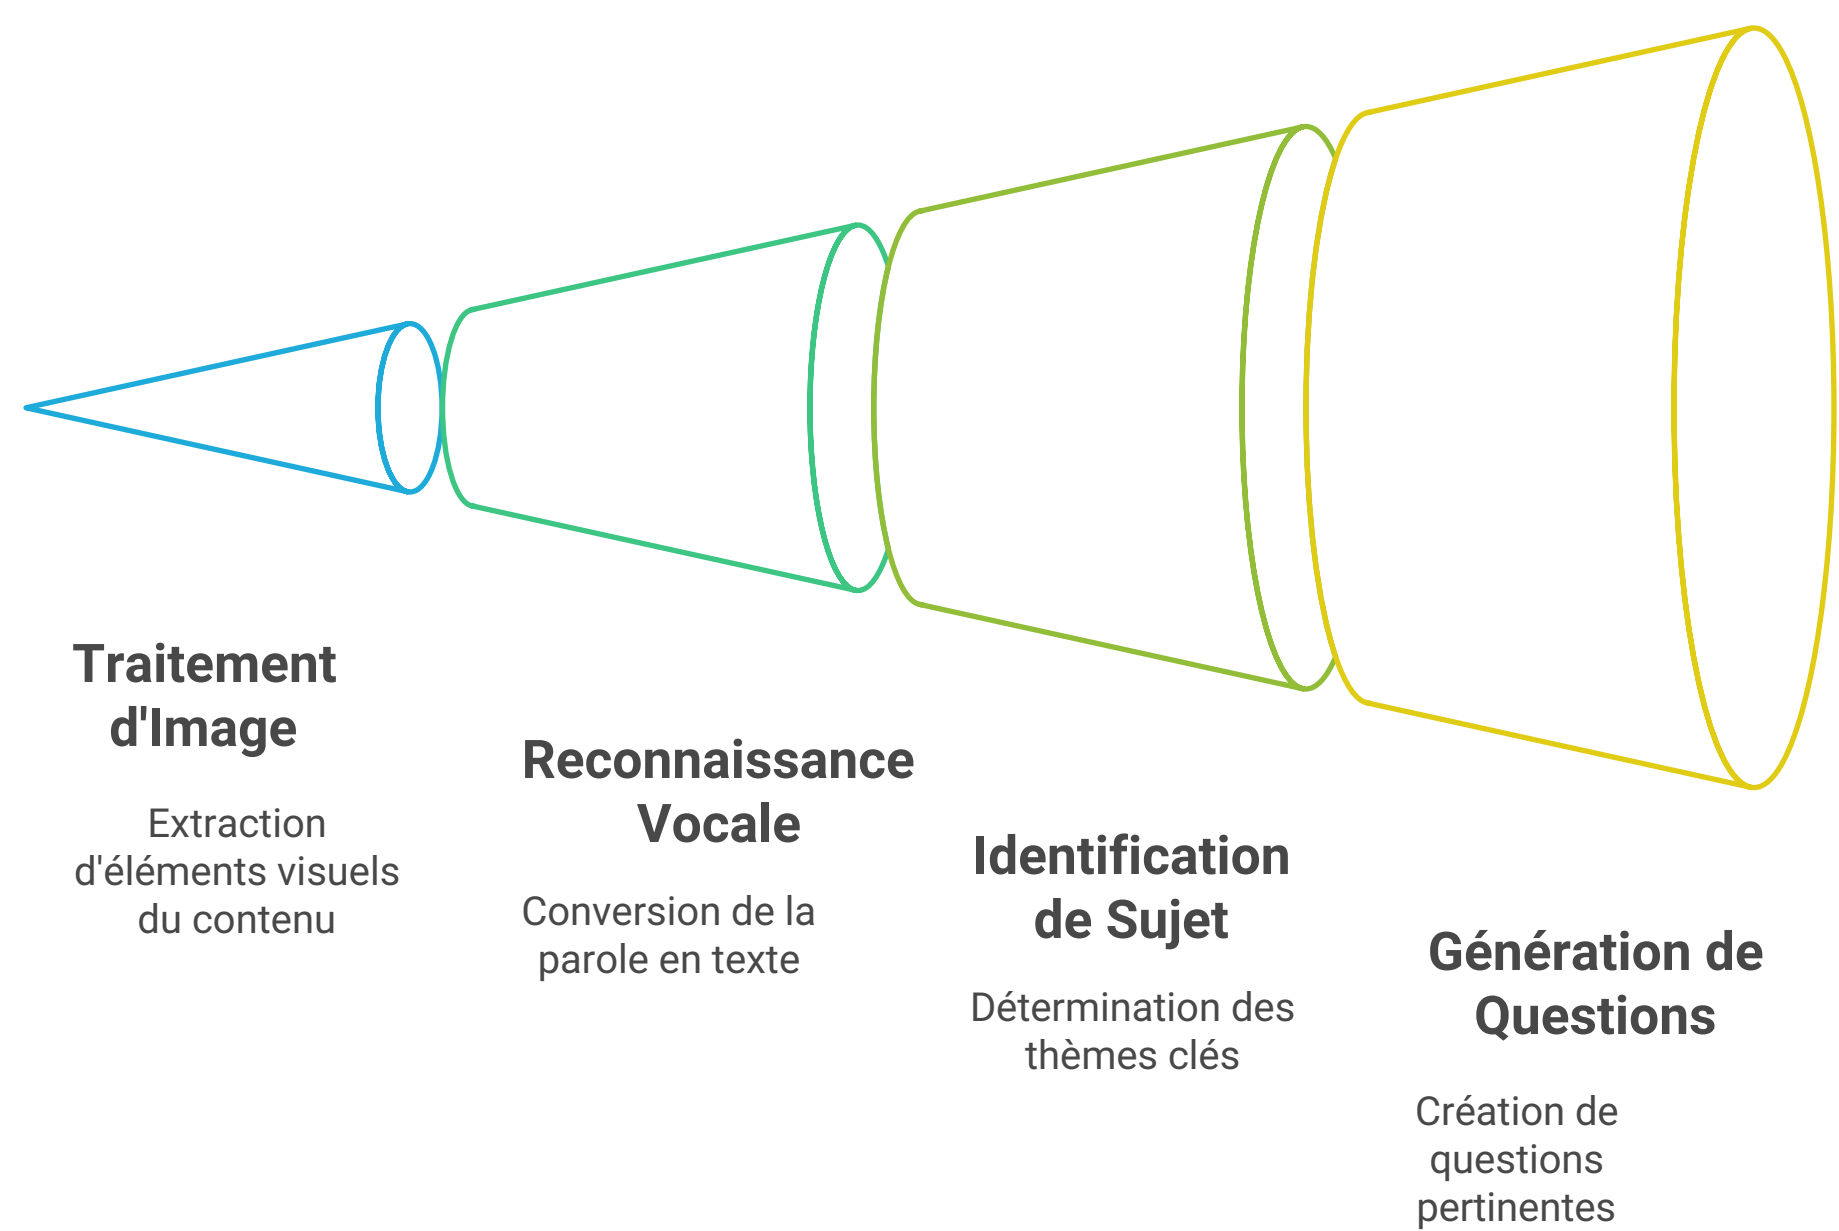 Traitement
d'Image
Extraction
d'éléments visuels
du contenu
Reconnaissance
Vocale
Conversion de la
parole en texte
Identification
de Sujet
Détermination des
thèmes clés
Génération de
Questions
Création de
questions
pertinentes